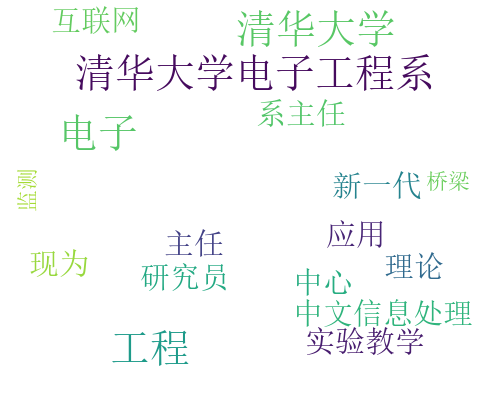 互联网
清华大学
清华大学电子工程系
系主任
电子
监测
新一代
桥梁
应用
主任
现为
研究员
理论
中心
中文信息处理
工程
实验教学